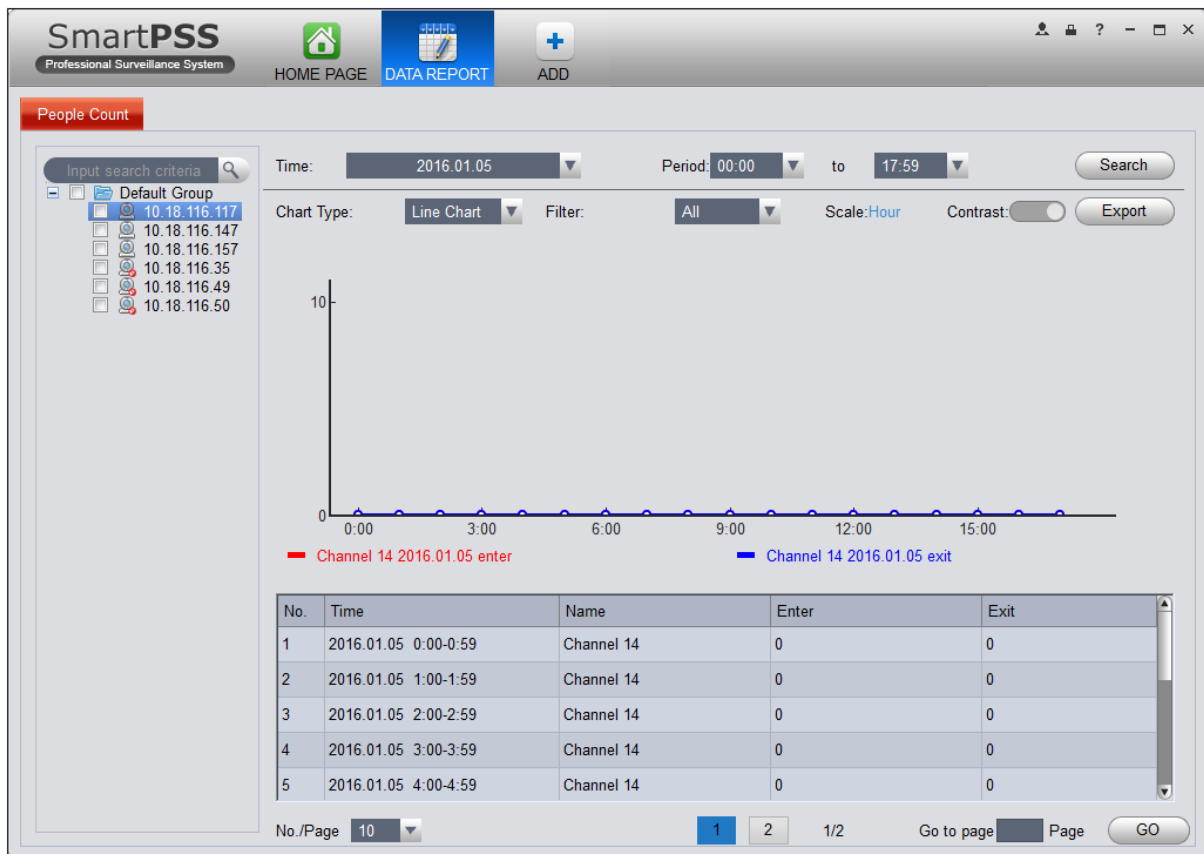 SmartPSS
Professional Surveillance System
HOME PAGE
DATA REPORT
ADD
?
People Count
Input search criteria
Default Group
10.18.116.117
10.18.116.147
10.18.116.157
10.18.116.35
10.18.116.49
10.18.116.50
Time: 2016.01.05 Period: 00:00 to 17:59 Search
Chart Type: Line Chart Filter: All Scale:Hour Contrast: Export
10
0
0:00 3:00 6:00 9:00 12:00 15:00
Channel 14 2016.01.05 enter Channel 14 2016.01.05 exit
No. Time Name Enter Exit
1 2016.01.05 0:00-0:59 Channel 14 0 0
2 2016.01.05 1:00-1:59 Channel 14 0 0
3 2016.01.05 2:00-2:59 Channel 14 0 0
4 2016.01.05 3:00-3:59 Channel 14 0 0
5 2016.01.05 4:00-4:59 Channel 14 0 0
No./Page 10 1 2 1/2 Go to page Page GO